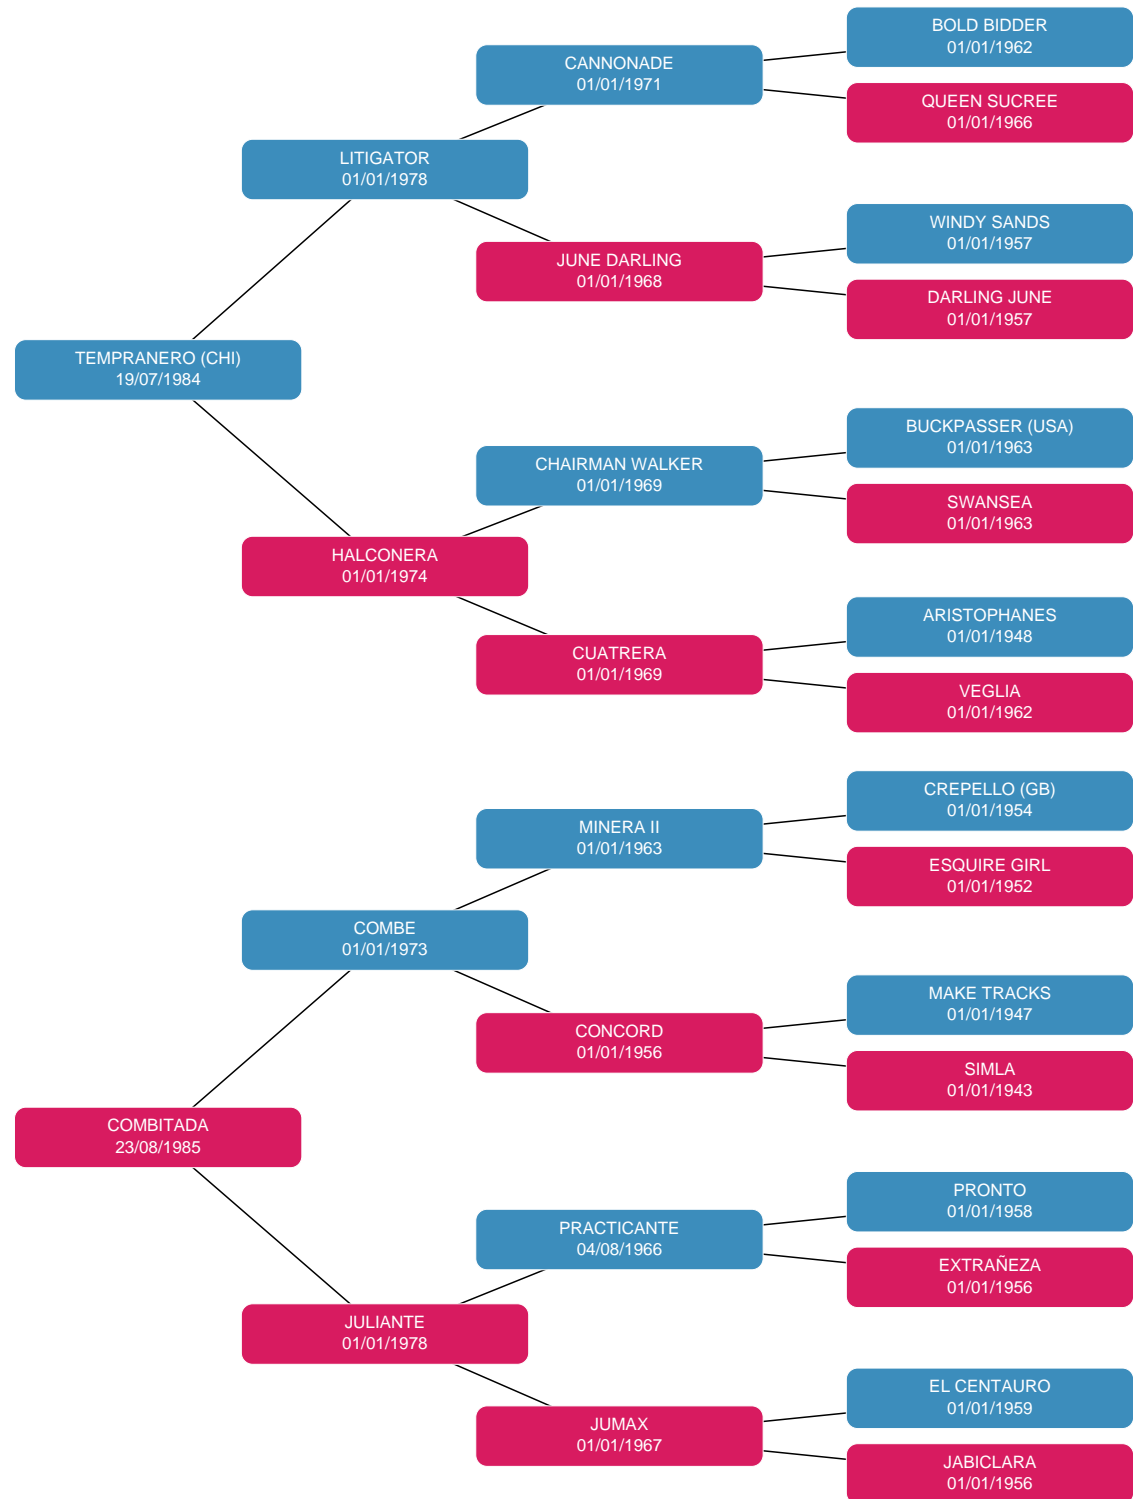 BOLD BIDDER
01/01/1962
CANNONADE
01/01/1971
QUEEN SUCREE
01/01/1966
LITIGATOR
01/01/1978
WINDY SANDS
01/01/1957
JUNE DARLING
01/01/1968
DARLING JUNE
01/01/1957
TEMPRANERO (CHI)
19/07/1984
BUCKPASSER (USA)
01/01/1963
CHAIRMAN WALKER
01/01/1969
SWANSEA
01/01/1963
HALCONERA
01/01/1974
ARISTOPHANES
01/01/1948
CUATRERA
01/01/1969
VEGLIA
01/01/1962
CREPELLO (GB)
01/01/1954
MINERA II
01/01/1963
ESQUIRE GIRL
01/01/1952
COMBE
01/01/1973
MAKE TRACKS
01/01/1947
CONCORD
01/01/1956
SIMLA
01/01/1943
COMBITADA
23/08/1985
PRONTO
01/01/1958
PRACTICANTE
04/08/1966
EXTRAÑEZA
01/01/1956
JULIANTE
01/01/1978
EL CENTAURO
01/01/1959
JUMAX
01/01/1967
JABICLARA
01/01/1956